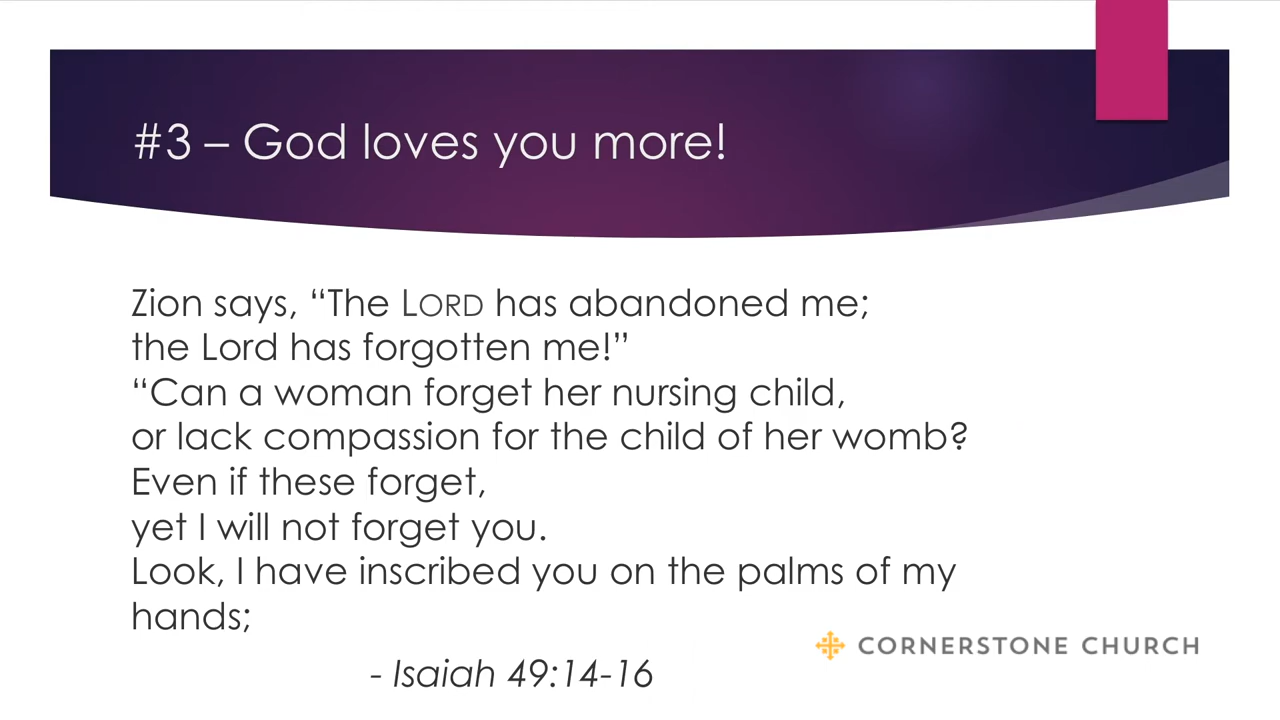 #3 – God loves you more!
Zion says, “The LORD has abandoned me;
the Lord has forgotten me!”
“Can a woman forget her nursing child,
or lack compassion for the child of her womb?
Even if these forget,
yet I will not forget you.
Look, I have inscribed you on the palms of my
hands;
CORNERSTONE CHURCH
- Isaiah 49:14-16